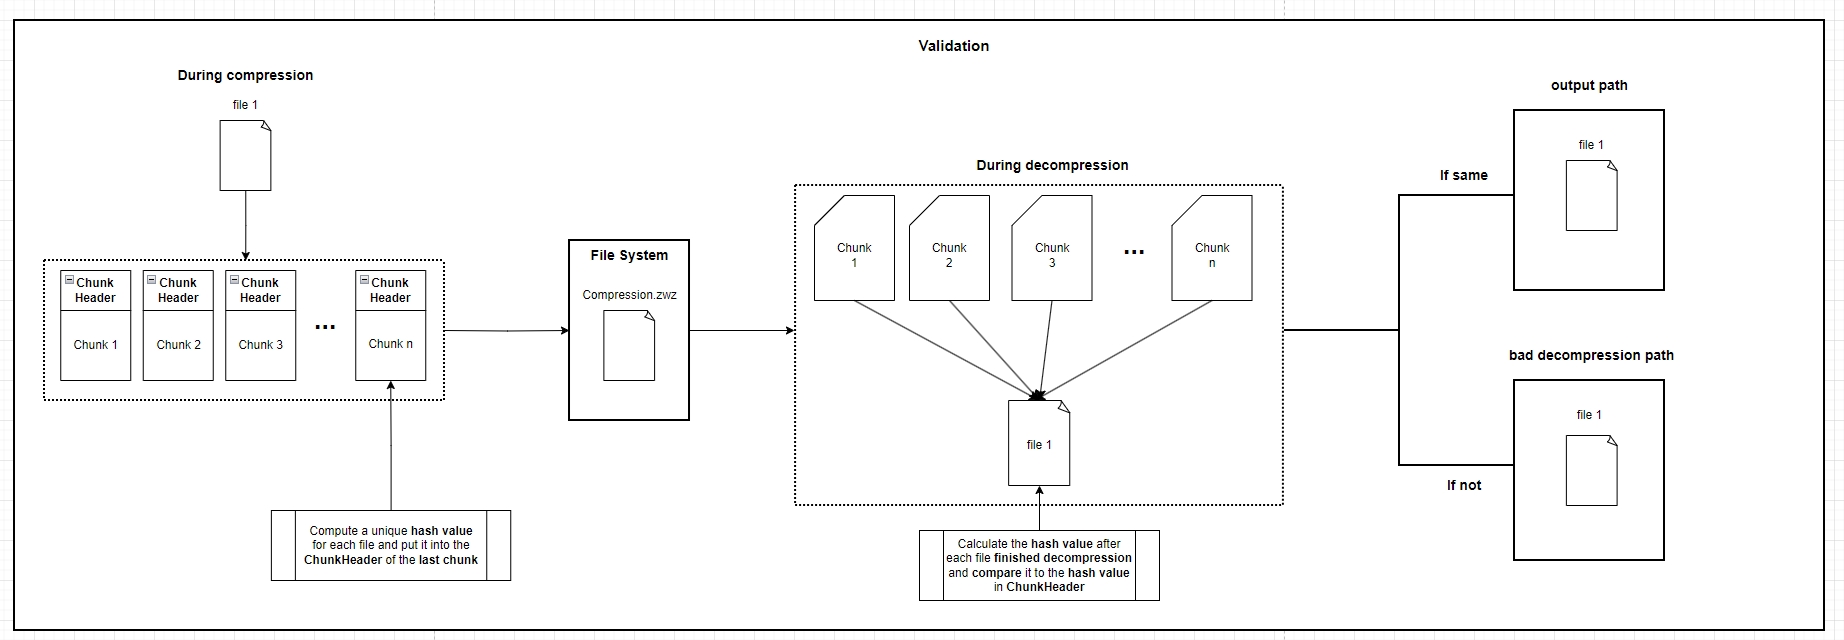 Validation
During compression
file 1
Chunk
Header
Chunk 1
Chunk
Header
Chunk 2
Chunk
Header
Chunk 3
...
Chunk
Header
Chunk n
Compute a unique hash value
for each file and put it into the
ChunkHeader of the last chunk
File System
Compression.zwz
During decompression
Chunk
1
Chunk
2
Chunk
3
...
Chunk
n
file 1
Calculate the hash value after
each file finished decompression
and compare it to the hash value
in ChunkHeader
If same
output path
file 1
If not
bad decompression path
file 1